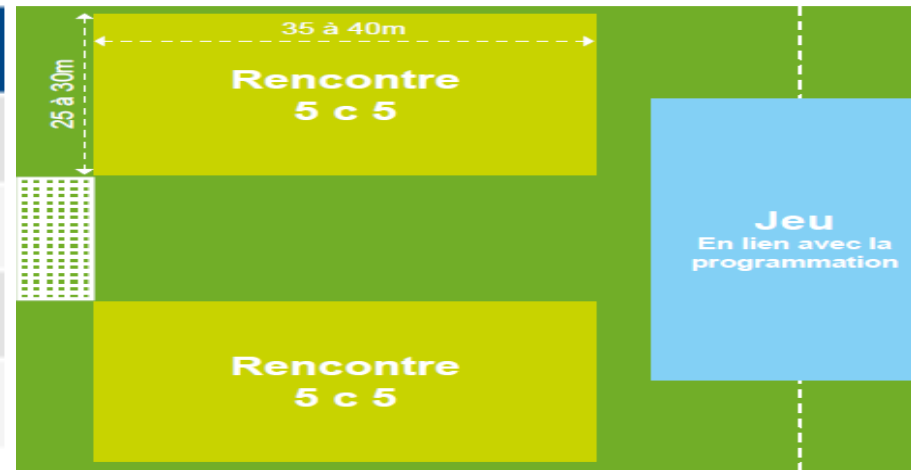 35 à 40m
25 à 30m
Rencontre
5 c 5
Jeu
En lien avec la
programmation
Rencontre
5 c 5